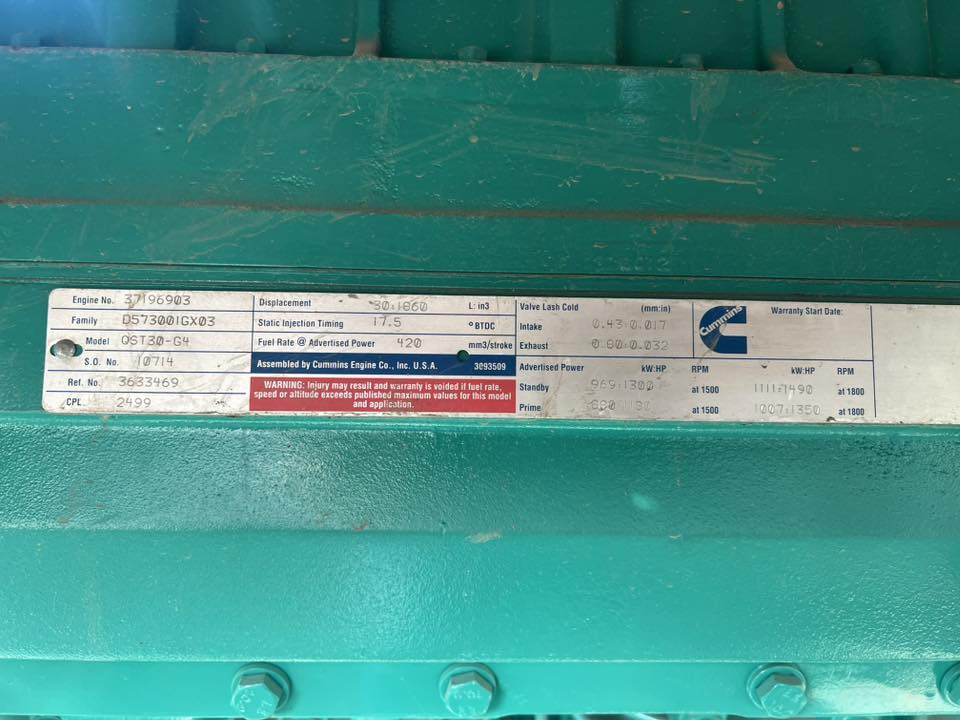 Engine No. 37196903
Family D573001GX03
Model QST30-G4
S.O. No. 10714
Ref. No. 3633469
CPL 2499
Displacement 30:1860 L: in3
Static Injection Timing 17.5 °BTDC
Fuel Rate @ Advertised Power 420 mm3/stroke
Assembled by Cummins Engine Co., Inc. U.S.A. 3093509
WARNING: Injury may result and warranty is voided if fuel rate,
speed or altitude exceeds published maximum values for this model
and application.
Valve Lash Cold (mm:in)
Intake 0.43:0.017
Exhaust 0.80:0.032
Cummins
Warranty Start Date:
Advertised Power kW:HP RPM kW:HP RPM
Standby 969:1300 at 1500 1111:1490 at 1800
Prime 880:1180 at 1500 1007:1350 at 1800